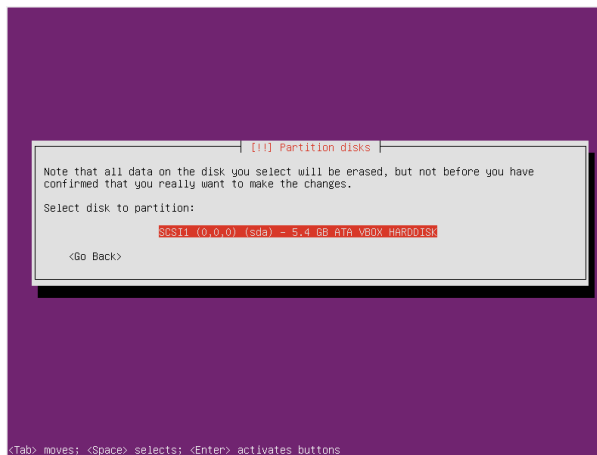 [!!] Partition disks
Note that all data on the disk you select will be erased, but not before you have
confirmed that you really want to make the changes.
Select disk to partition:
SCSI1 (0,0,0) (sda) - 5.4 GB ATA VBOX HARDDISK
<Go Back>
<Tab> moves; <Space> selects; <Enter> activates buttons